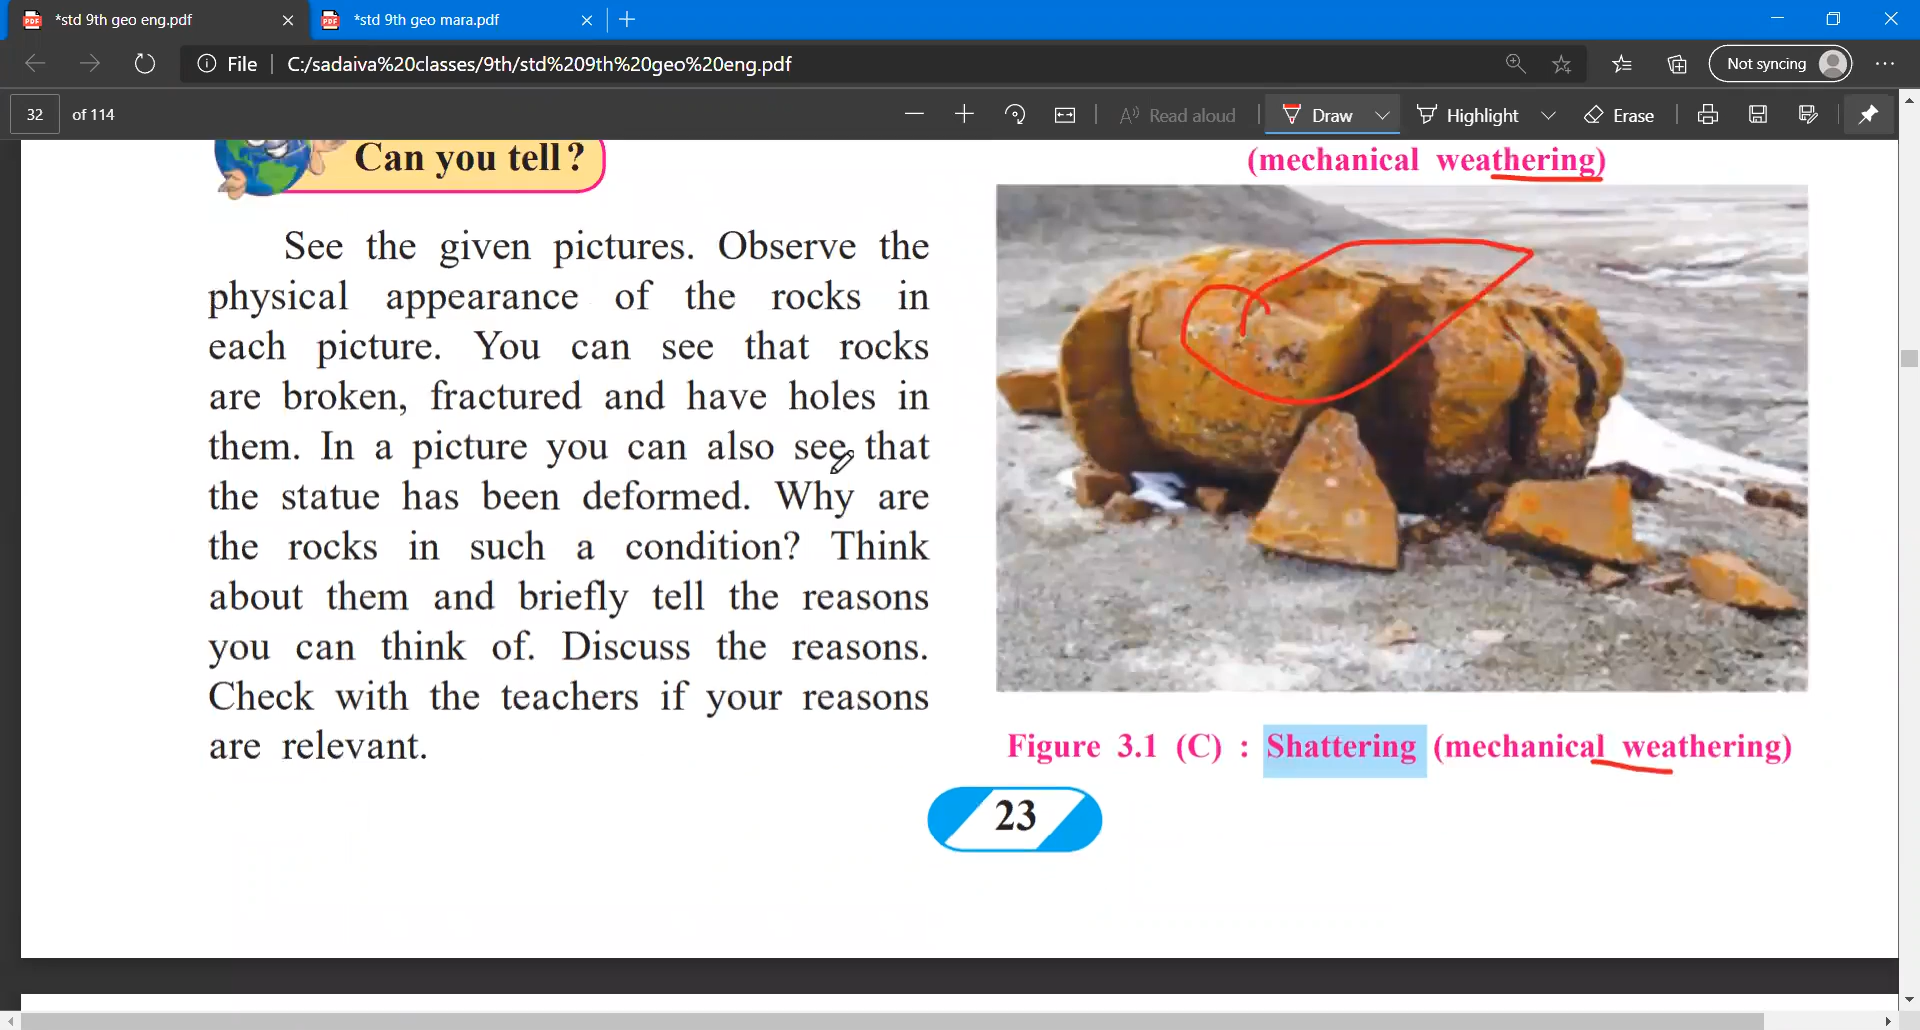 *std 9th geo eng.pdf
*std 9th geo mara.pdf
File
C:/sadaiva%20classes/9th/std%209th%20geo%20eng.pdf
Not syncing
32
of 114
Read aloud
Draw
Highlight
Erase
Can you tell?
See the given pictures. Observe the
physical appearance of the rocks in
each picture. You can see that rocks
are broken, fractured and have holes in
them. In a picture you can also see that
the statue has been deformed. Why are
the rocks in such a condition? Think
about them and briefly tell the reasons
you can think of. Discuss the reasons.
Check with the teachers if your reasons
are relevant.
(mechanical weathering)
Figure 3.1 (C) : Shattering (mechanical weathering)
23